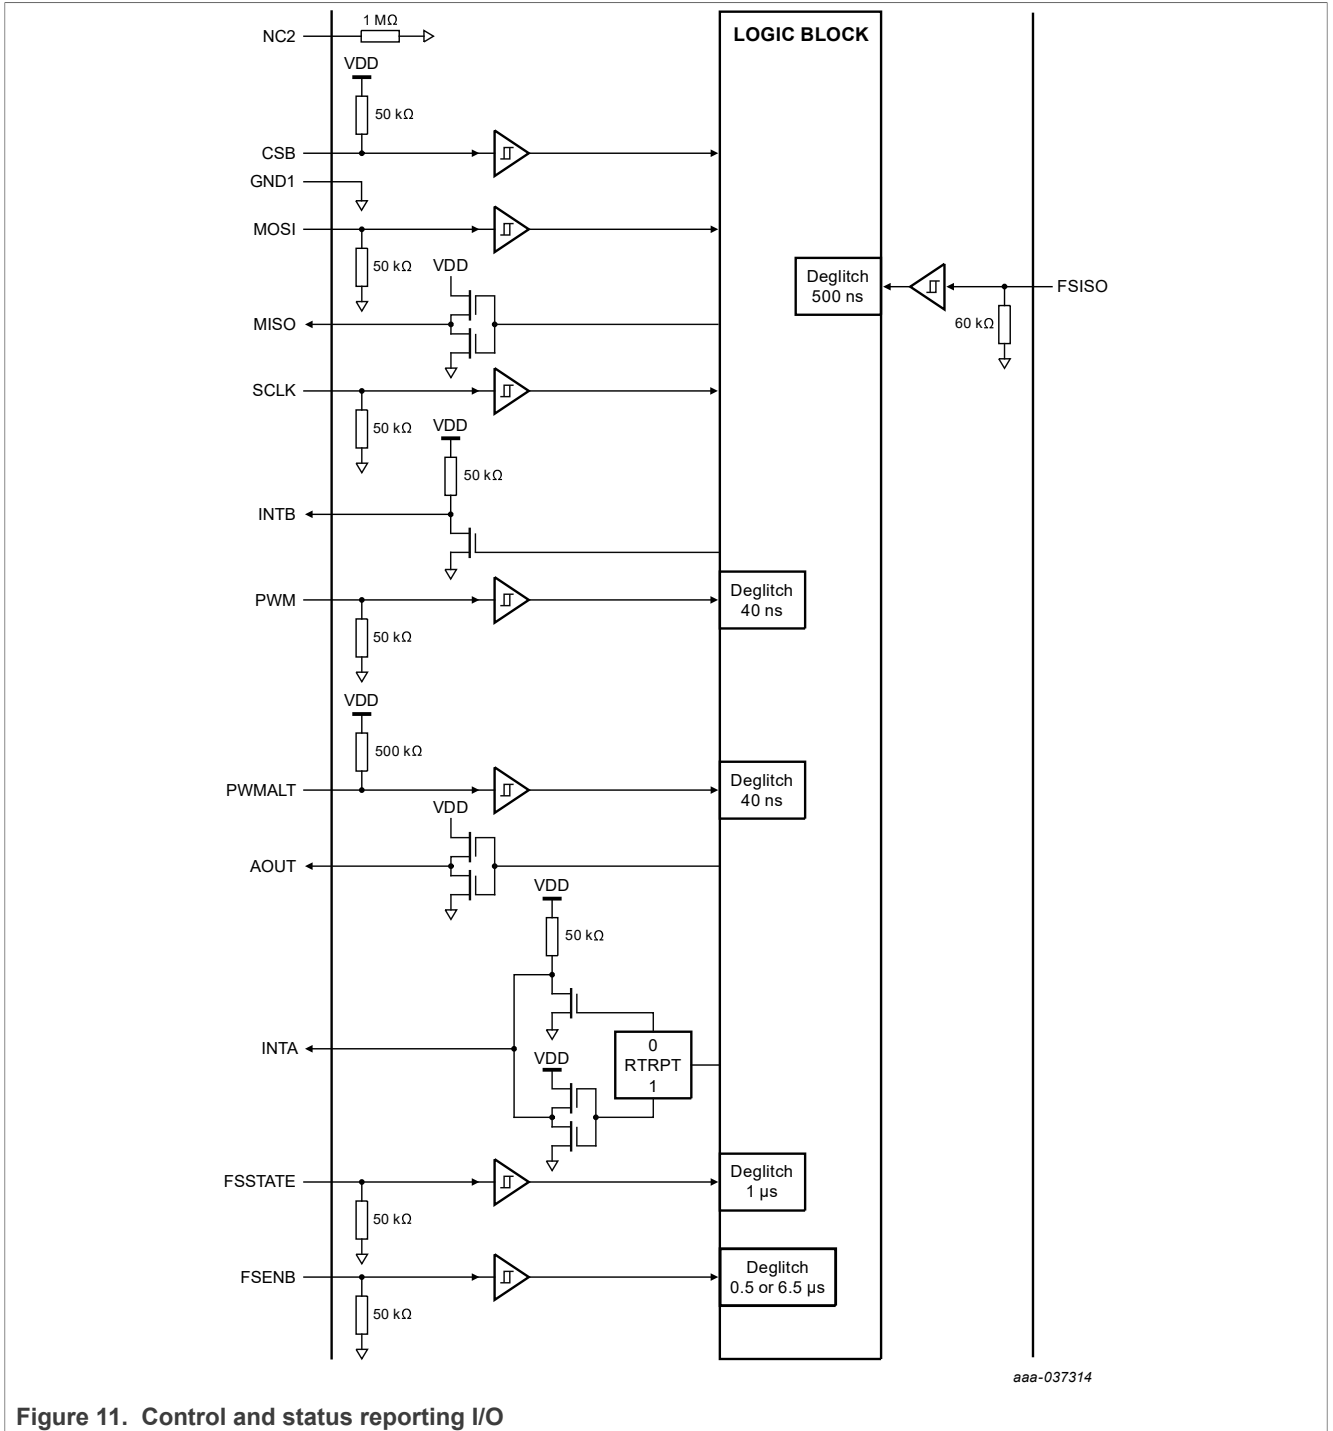 1 MΩ
NC2
LOGIC BLOCK
VDD
50 kΩ
CSB
GND1
MOSI
50 kΩ
VDD
Deglitch
500 ns
FSISO
MISO
60 kΩ
SCLK
50 kΩ
VDD
50 kΩ
INTB
PWM
Deglitch
40 ns
50 kΩ
VDD
500 kΩ
PWMALT
Deglitch
40 ns
VDD
AOUT
VDD
50 kΩ
INTA
0
RTRPT
1
VDD
FSSTATE
Deglitch
1 µs
50 kΩ
FSENB
Deglitch
0.5 or 6.5 µs
50 kΩ
aaa-037314
Figure 11. Control and status reporting I/O